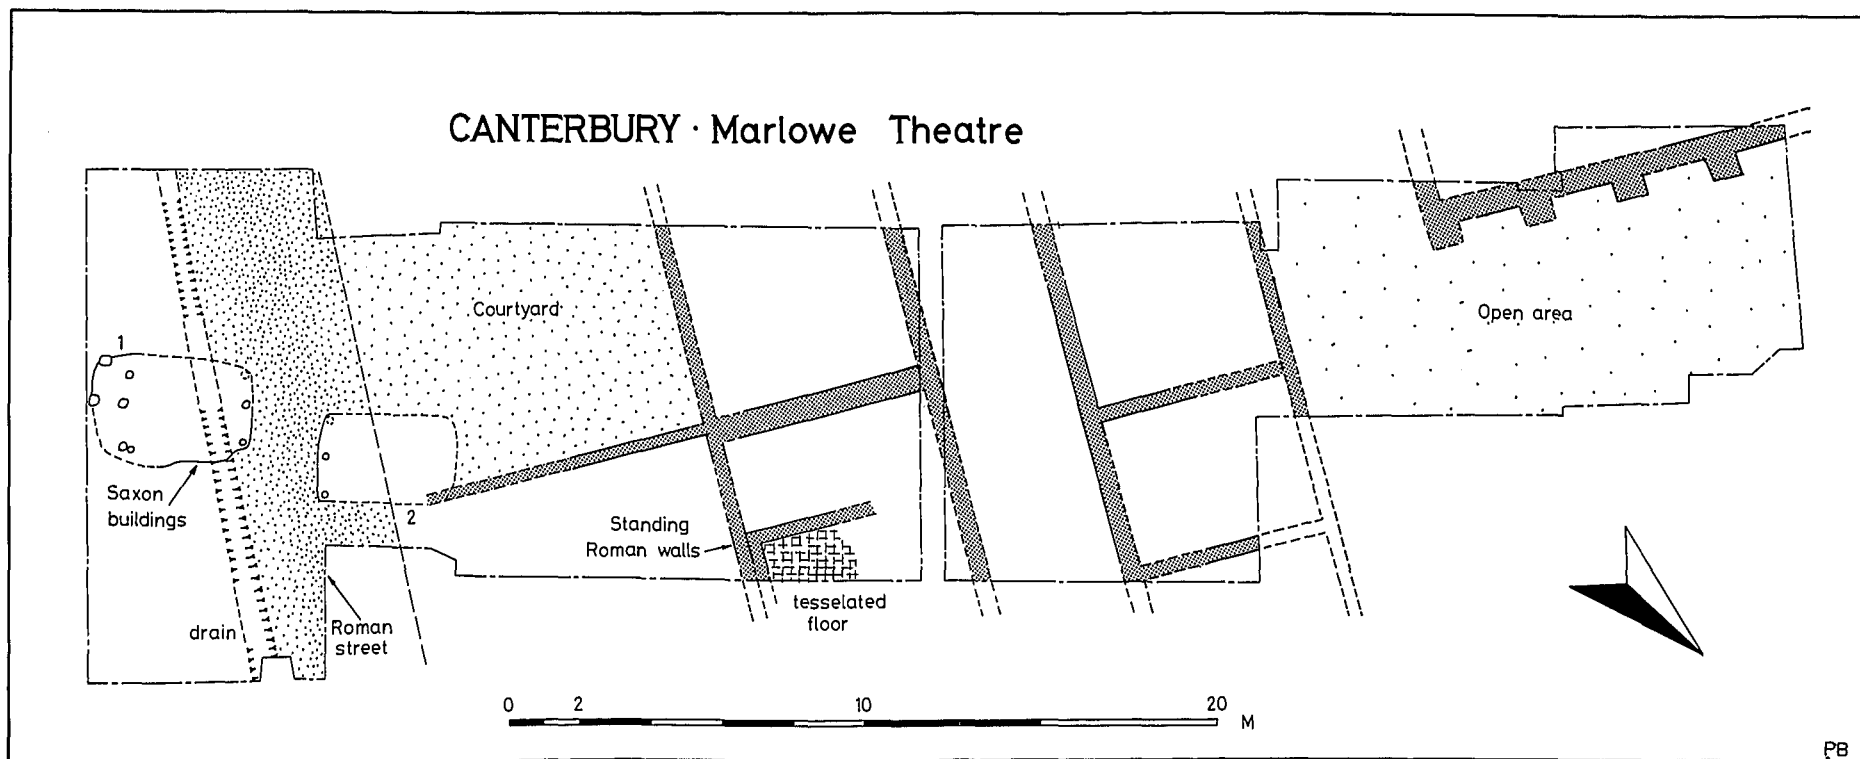 CANTERBURY · Marlowe Theatre
Courtyard
Open area
1
Saxon
buildings
2
Standing
Roman walls
tesselated
floor
drain
Roman
street
0 2 10 20 M
PB